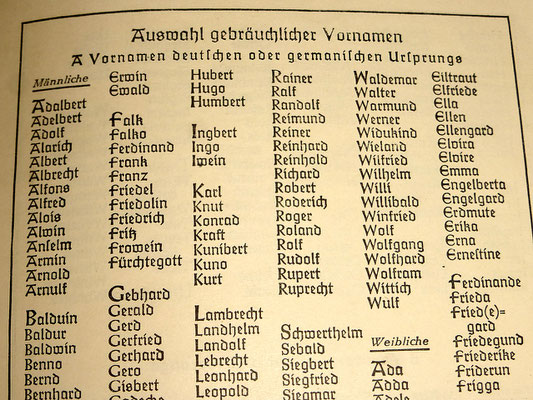 Auswahl gebräuchlicher Vornamen
A Vornamen deutſchen oder germaniſchen Urſprungs
Männliche
Adalbert
Adelbert
Adolf
Alarich
Albert
Albrecht
Alfons
Alfred
Alois
Alwin
Anselm
Armin
Arnold
Arnulf
Balduin
Baldur
Baldwin
Benno
Bernd
Bernhard
Erwin
Ewald
Falk
Falko
Ferdinand
Frank
Franz
Friedel
Fridolin
Friedrich
Fritz
Frowein
Fürchtegott
Gebhard
Gerald
Gerd
Gerfried
Gerhard
Gero
Gisbert
Hubert
Hugo
Humbert
Ingbert
Ingo
Iwein
Karl
Knut
Konrad
Kraft
Kunibert
Kuno
Kurt
Lambrecht
Landhelm
Landolf
Lebrecht
Leonhard
Leopold
Rainer
Ralf
Randolf
Reimund
Reiner
Reinhard
Reinhold
Richard
Robert
Roderich
Roger
Roland
Rolf
Rudolf
Rupert
Ruprecht
Schwerthelm
Sebald
Siegbert
Siegfried
Siegmar
Waldemar
Walter
Warmund
Werner
Widukind
Wieland
Wilfried
Wilhelm
Willi
Willibald
Winfried
Wolf
Wolfgang
Wolfhard
Wolfram
Wittich
Wulf
Weibliche
Ada
Adda
Adele
Eiltraut
Elfriede
Ella
Ellen
Ellengard
Elvira
Elvire
Emma
Engelberta
Engelgard
Erdmute
Erika
Erna
Erneſtine
Ferdinande
Frieda
Fried(e)=
gard
Friedegund
Friederike
Friderun
Frigga